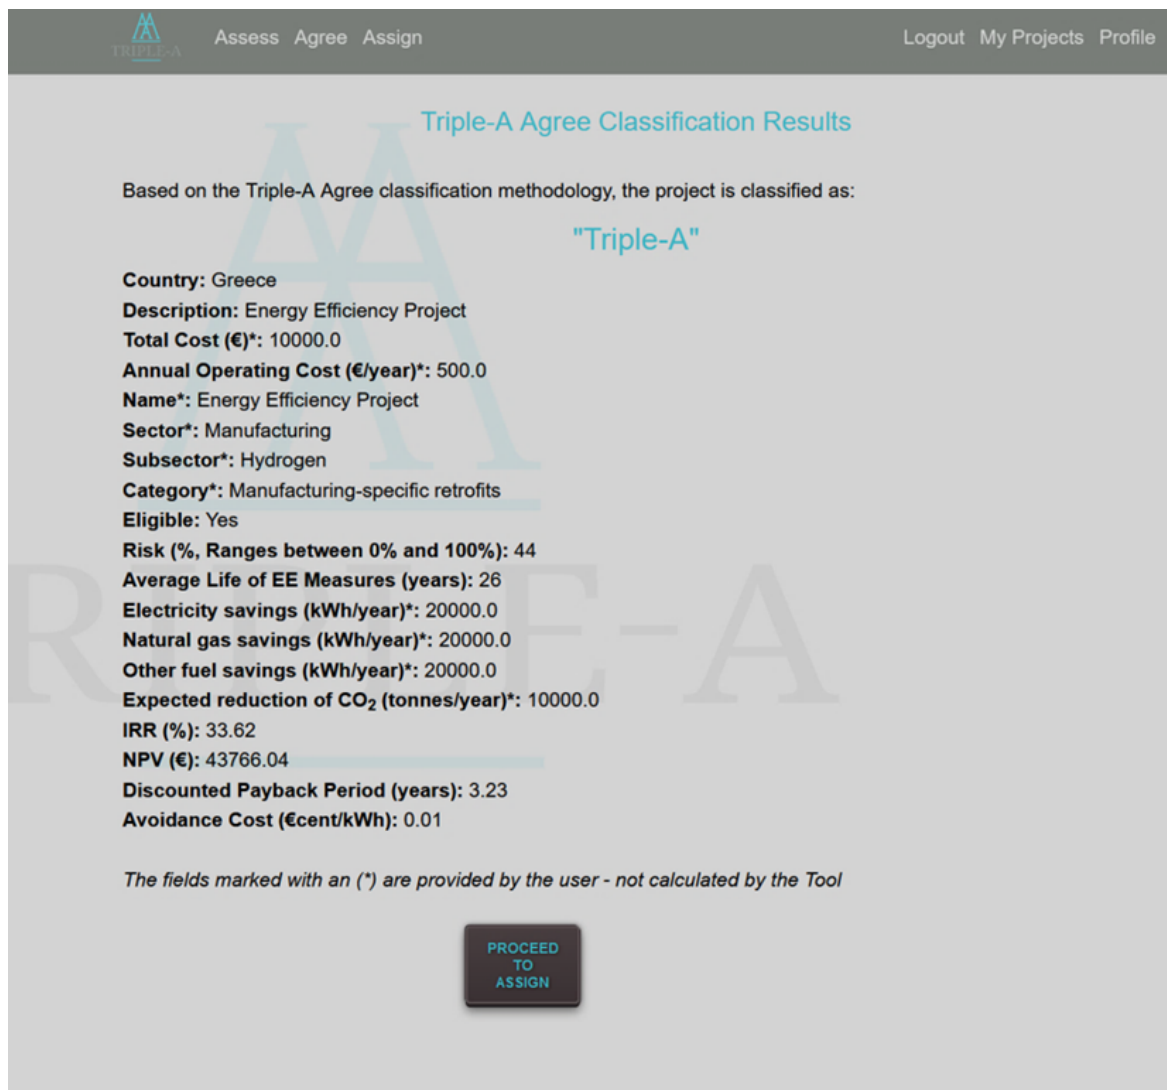 TRIPLE-A
Assess Agree Assign
Logout My Projects Profile
Triple-A Agree Classification Results
Based on the Triple-A Agree classification methodology, the project is classified as:
"Triple-A"
Country: Greece
Description: Energy Efficiency Project
Total Cost (€)*: 10000.0
Annual Operating Cost (€/year)*: 500.0
Name*: Energy Efficiency Project
Sector*: Manufacturing
Subsector*: Hydrogen
Category*: Manufacturing-specific retrofits
Eligible: Yes
Risk (%, Ranges between 0% and 100%): 44
Average Life of EE Measures (years): 26
Electricity savings (kWh/year)*: 20000.0
Natural gas savings (kWh/year)*: 20000.0
Other fuel savings (kWh/year)*: 20000.0
Expected reduction of CO₂ (tonnes/year)*: 10000.0
IRR (%): 33.62
NPV (€): 43766.04
Discounted Payback Period (years): 3.23
Avoidance Cost (€cent/kWh): 0.01
The fields marked with an (*) are provided by the user - not calculated by the Tool
PROCEED
TO
ASSIGN
RIPLE-A